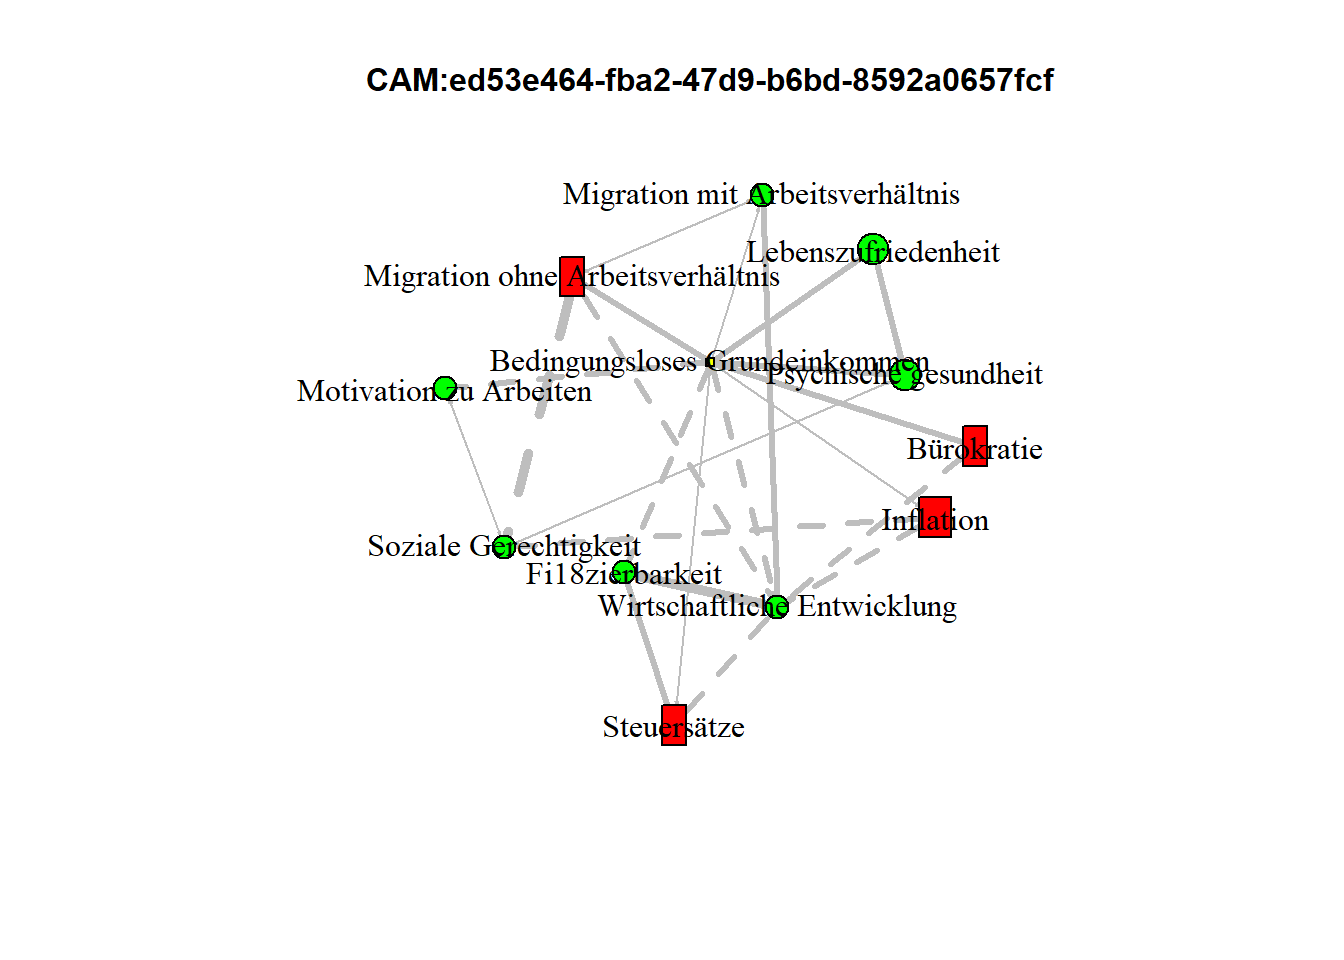 CAM:ed53e464-fba2-47d9-b6bd-8592a0657fcf
Migration mit Arbeitsverhältnis
Lebenszufriedenheit
Migration ohne Arbeitsverhältnis
Bedingungsloses Grundeinkommen
Psychische gesundheit
Motivation zu Arbeiten
Bürokratie
Inflation
Soziale Gerechtigkeit
Fi18zierbarkeit
Wirtschaftliche Entwicklung
Steuersätze